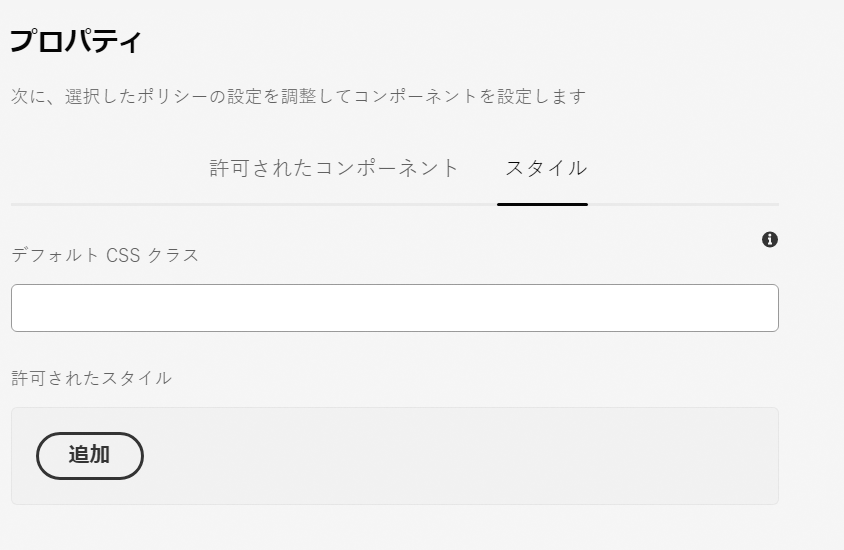 プロパティ
次に、選択したポリシーの設定を調整してコンポーネントを設定します
許可されたコンポーネント スタイル
デフォルト CSS クラス
許可されたスタイル
追加